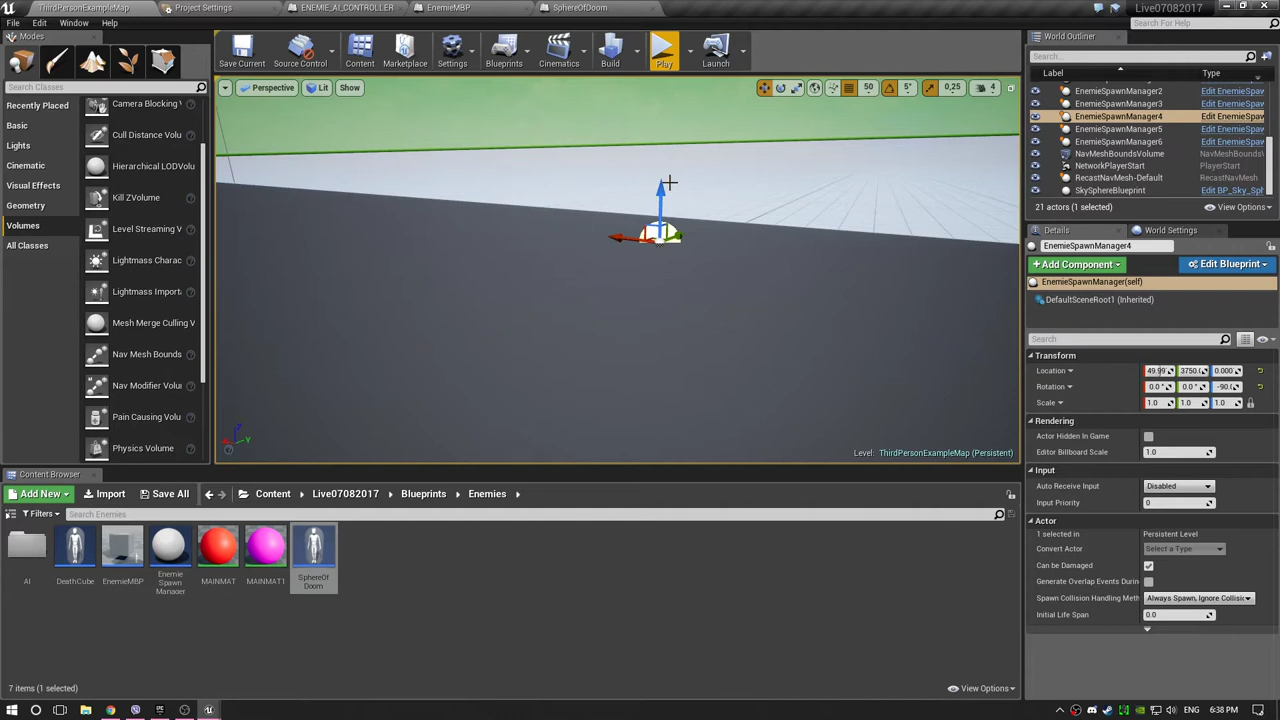 ThirdPersonExampleMap
Project Settings
ENEMIE_AI_CONTROLLER
EnemieMBP
SphereOfDoom
Live07082017
File Edit Window Help
Search For Help
Modes
World Outliner
Search Classes
Save Current
Source Control
Content
Marketplace
Settings
Blueprints
Cinematics
Build
Play
Launch
Search...
Label Type
Recently Placed
Basic
Lights
Cinematic
Visual Effects
Geometry
Volumes
All Classes
Camera Blocking V
Cull Distance Volu
Hierarchical LODVolu
Kill ZVolume
Level Streaming V
Lightmass Charac
Lightmass Import
Mesh Merge Culling V
Nav Mesh Bounds
Nav Modifier Volu
Pain Causing Volu
Physics Volume
Perspective Lit Show
50 5° 0,25 4
Level: ThirdPersonExampleMap (Persistent)
EnemieSpawnManager2 Edit EnemieSpaw
EnemieSpawnManager3 Edit EnemieSpaw
EnemieSpawnManager4 Edit EnemieSpaw
EnemieSpawnManager5 Edit EnemieSpaw
EnemieSpawnManager6 Edit EnemieSpaw
NavMeshBoundsVolume NavMeshBoundsV
NetworkPlayerStart PlayerStart
RecastNavMesh-Default RecastNavMesh
SkySphereBlueprint Edit BP_Sky_Sph
21 actors (1 selected) View Options
Details World Settings
EnemieSpawnManager4
Add Component Edit Blueprint
EnemieSpawnManager(self)
DefaultSceneRoot1 (Inherited)
Search
Transform
Location 49.99 3750.0 0.000
Rotation 0.0 ° 0.0 ° -90.0
Scale 1.0 1.0 1.0
Rendering
Actor Hidden In Game
Editor Billboard Scale 1.0
Input
Auto Receive Input Disabled
Input Priority 0
Actor
1 selected in Persistent Level
Convert Actor Select a Type
Can be Damaged
Generate Overlap Events Durin
Spawn Collision Handling Meth Always Spawn, Ignore Collisic
Initial Life Span 0.0
Content Browser
Add New Import Save All Content Live07082017 Blueprints Enemies
Filters Search Enemies
AI
DeathCube
EnemieMBP
Enemie Spawn Manager
MAINMAT
MAINMAT1
SphereOf Doom
7 items (1 selected) View Options
ENG 6:38 PM